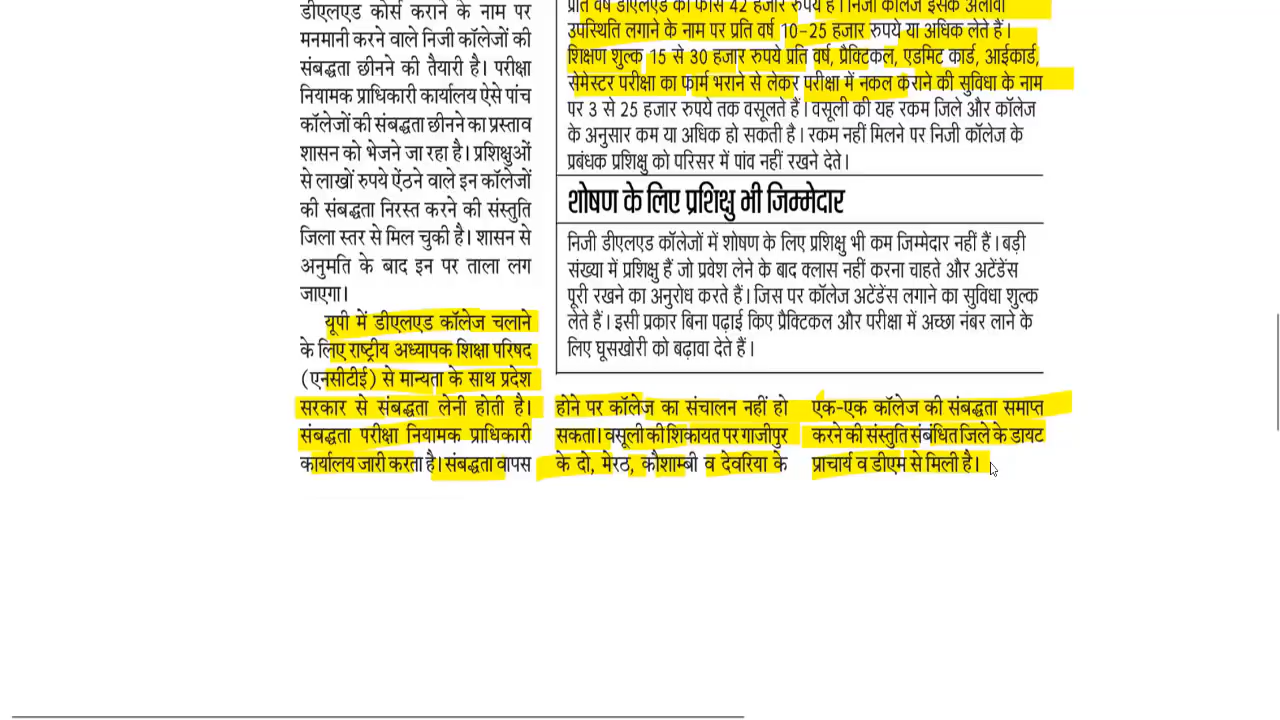 डीएलएड कोर्स कराने के नाम पर
मनमानी करने वाले निजी कॉलेजों की
संबद्धता छीनने की तैयारी है। परीक्षा
नियामक प्राधिकारी कार्यालय ऐसे पांच
कॉलेजों की संबद्धता छीनने का प्रस्ताव
शासन को भेजने जा रहा है। प्रशिक्षुओं
से लाखों रुपये ऐंठने वाले इन कॉलेजों
की संबद्धता निरस्त करने की संस्तुति
जिला स्तर से मिल चुकी है। शासन से
अनुमति के बाद इन पर ताला लग
जाएगा।
यूपी में डीएलएड कॉलेज चलाने
के लिए राष्ट्रीय अध्यापक शिक्षा परिषद
(एनसीटीई) से मान्यता के साथ प्रदेश
सरकार से संबद्धता लेनी होती है।
संबद्धता परीक्षा नियामक प्राधिकारी
कार्यालय जारी करता है। संबद्धता वापस
प्रति वर्ष डीएलएड की फीस 42 हजार रुपये है। निजी कॉलेज इसके अलावा
उपस्थिति लगाने के नाम पर प्रति वर्ष 10-25 हजार रुपये या अधिक लेते हैं।
शिक्षण शुल्क 15 से 30 हजार रुपये प्रति वर्ष, प्रैक्टिकल, एडमिट कार्ड, आईकार्ड,
सेमेस्टर परीक्षा का फार्म भराने से लेकर परीक्षा में नकल कराने की सुविधा के नाम
पर 3 से 25 हजार रुपये तक वसूलते हैं। वसूली की यह रकम जिले और कॉलेज
के अनुसार कम या अधिक हो सकती है। रकम नहीं मिलने पर निजी कॉलेज के
प्रबंधक प्रशिक्षु को परिसर में पांव नहीं रखने देते।
शोषण के लिए प्रशिक्षु भी जिम्मेदार
निजी डीएलएड कॉलेजों में शोषण के लिए प्रशिक्षु भी कम जिम्मेदार नहीं हैं। बड़ी
संख्या में प्रशिक्षु हैं जो प्रवेश लेने के बाद क्लास नहीं करना चाहते और अटेंडेंस
पूरी रखने का अनुरोध करते हैं। जिस पर कॉलेज अटेंडेंस लगाने का सुविधा शुल्क
लेते हैं। इसी प्रकार बिना पढ़ाई किए प्रैक्टिकल और परीक्षा में अच्छा नंबर लाने के
लिए घूसखोरी को बढ़ावा देते हैं।
होने पर कॉलेज का संचालन नहीं हो
सकता। वसूली की शिकायत पर गाजीपुर
के दो, मेरठ, कौशाम्बी व देवरिया के
एक-एक कॉलेज की संबद्धता समाप्त
करने की संस्तुति संबंधित जिले के डायट
प्राचार्य व डीएम से मिली है।